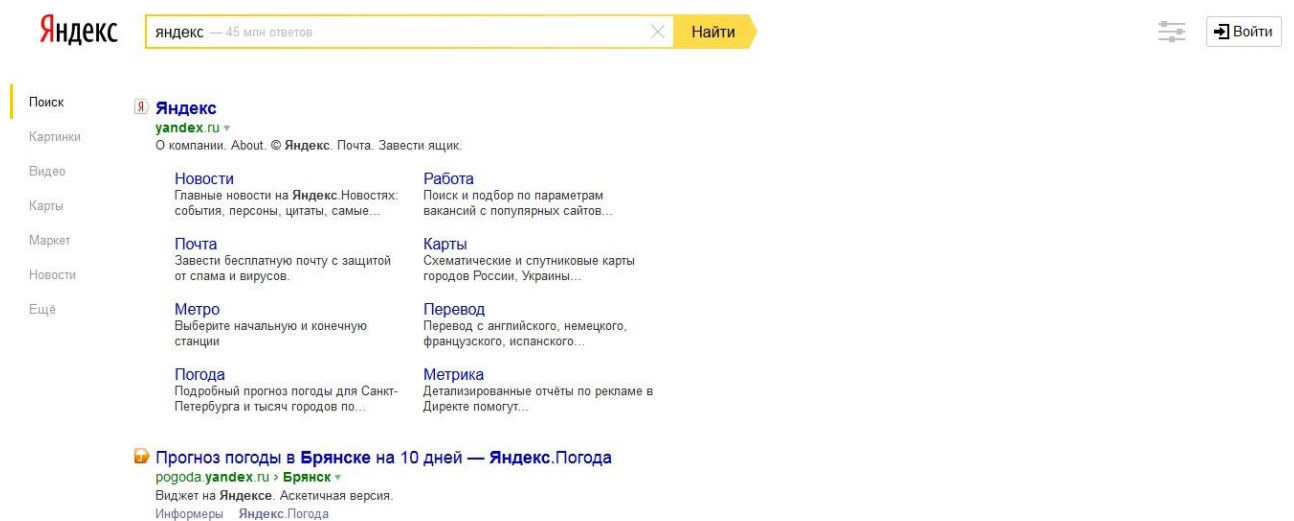 Яндекс
яндекс — 45 млн ответов
Найти
Войти
Поиск
Картинки
Видео
Карты
Маркет
Новости
Ещё
Я Яндекс
yandex.ru
О компании. About. © Яндекс. Почта. Завести ящик.
Новости
Главные новости на Яндекс.Новостях:
события, персоны, цитаты, самые...
Работа
Поиск и подбор по параметрам
вакансий с популярных сайтов...
Почта
Завести бесплатную почту с защитой
от спама и вирусов.
Карты
Схематические и спутниковые карты
городов России, Украины...
Метро
Выберите начальную и конечную
станции
Перевод
Перевод с английского, немецкого,
французского, испанского...
Погода
Подробный прогноз погоды для Санкт-
Петербурга и тысяч городов по...
Метрика
Детализированные отчёты по рекламе в
Директе помогут...
Прогноз погоды в Брянске на 10 дней — Яндекс.Погода
pogoda.yandex.ru › Брянск
Виджет на Яндексе. Аскетичная версия.
Информеры Яндекс.Погода